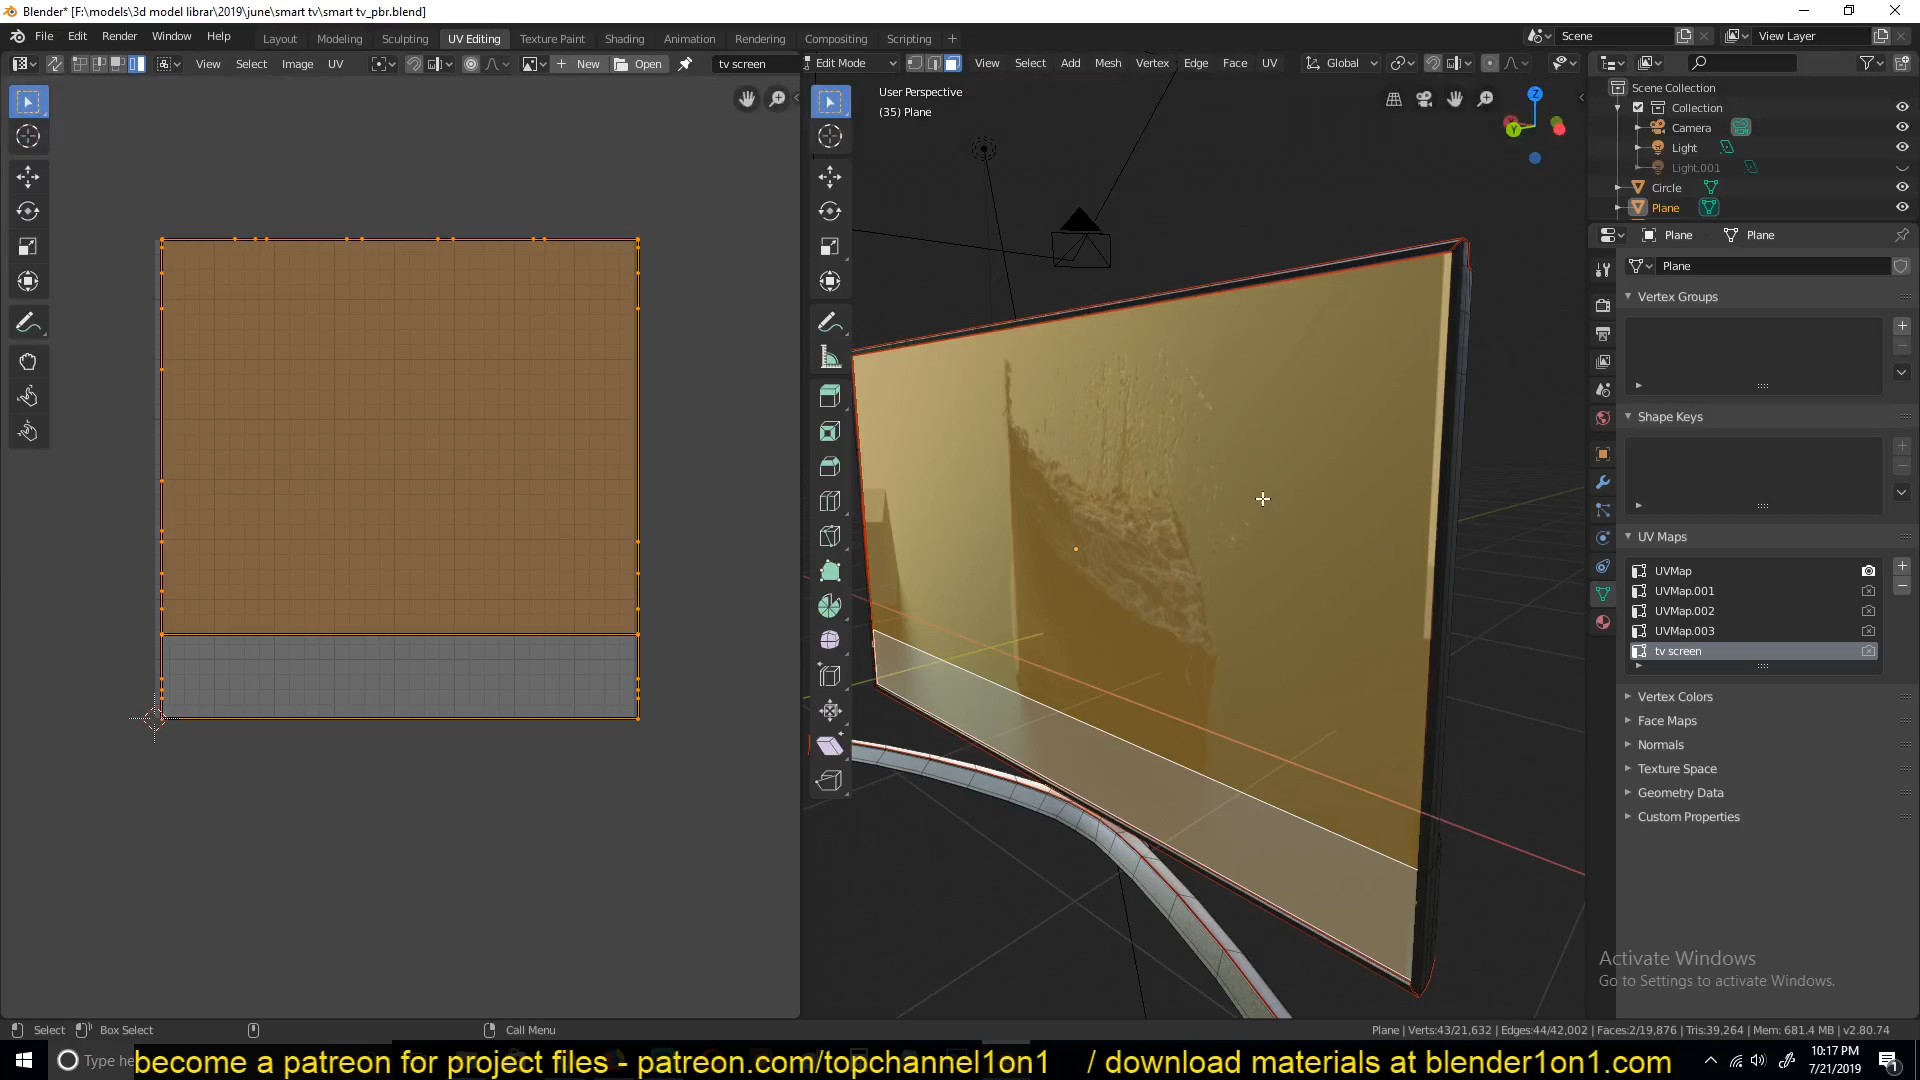 Blender* [F:\models\3d model librar\2019\june\smart tv\smart tv_pbr.blend]
File Edit Render Window Help Layout Modeling Sculpting UV Editing Texture Paint Shading Animation Rendering Compositing Scripting Scene View Layer
View Select Image UV New Open tv screen Edit Mode View Select Add Mesh Vertex Edge Face UV Global
User Perspective
(35) Plane
Scene Collection
Collection
Camera
Light
Light.001
Circle
Plane
Plane Plane
Plane
Vertex Groups
Shape Keys
UV Maps
UVMap
UVMap.001
UVMap.002
UVMap.003
tv screen
Vertex Colors
Face Maps
Normals
Texture Space
Geometry Data
Custom Properties
Z
Y
Activate Windows
Go to Settings to activate Windows.
Select Box Select Call Menu Plane | Verts:43/21,632 | Edges:44/42,002 | Faces:2/19,876 | Tris:39,264 | Mem: 681.4 MB | v2.80.74
Type he
become a patreon for project files - patreon.com/topchannel1on1 / download materials at blender1on1.com
10:17 PM
7/21/2019
1